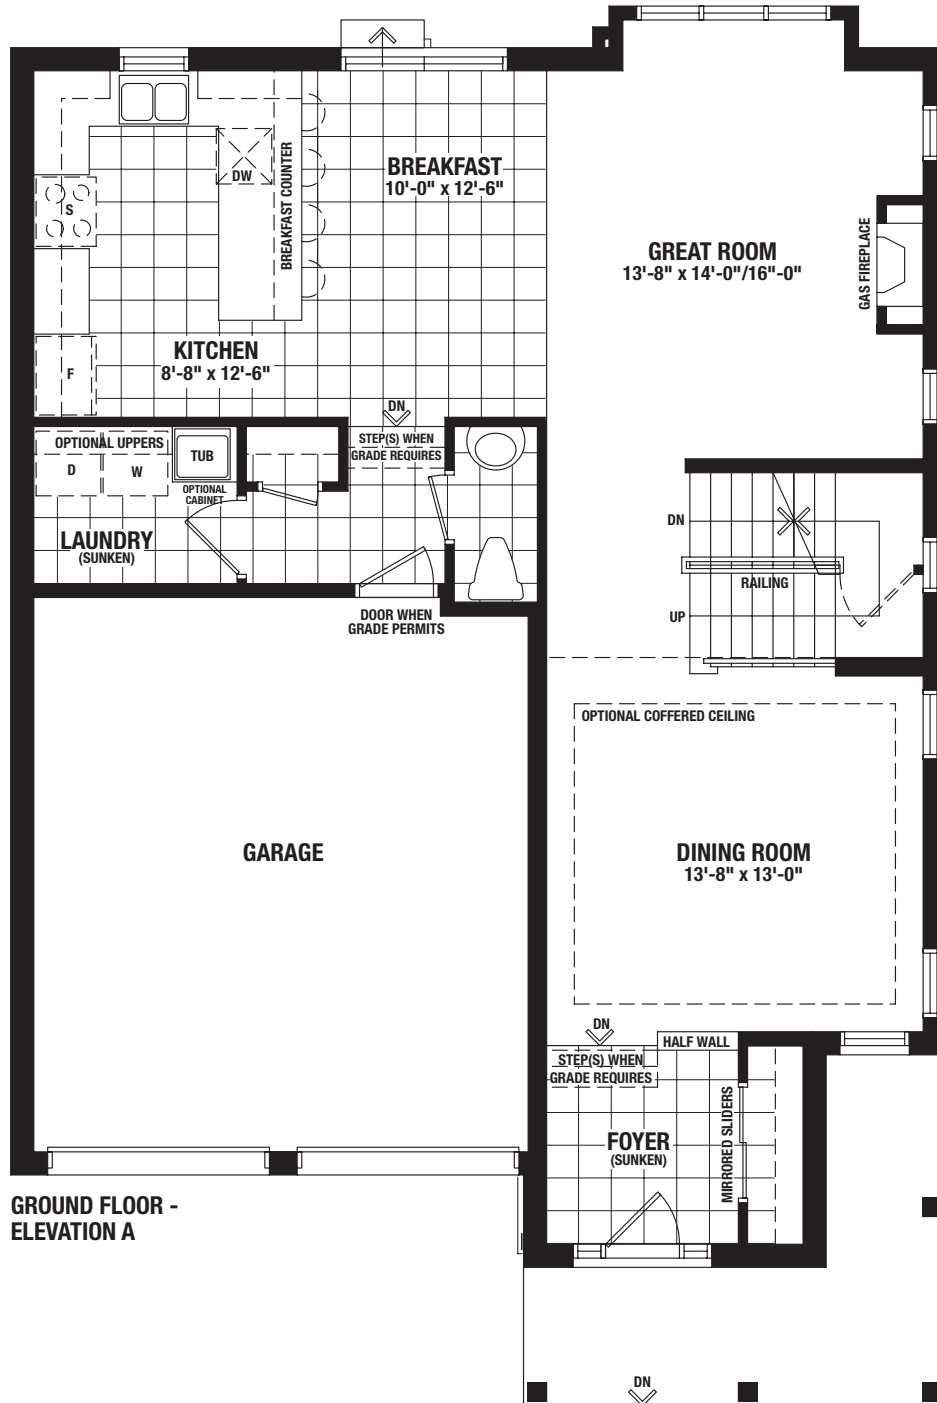 BREAKFAST
10'-0" x 12'-6"
DW
BREAKFAST COUNTER
S
GREAT ROOM
13'-8" x 14'-0"/16"-0"
GAS FIREPLACE
KITCHEN
8'-8" x 12'-6"
F
DN
STEP(S) WHEN
GRADE REQUIRES
OPTIONAL UPPERS
D
W
TUB
OPTIONAL
CABINET
LAUNDRY
(SUNKEN)
DN
RAILING
UP
DOOR WHEN
GRADE PERMITS
OPTIONAL COFFERED CEILING
GARAGE
DINING ROOM
13'-8" x 13'-0"
DN
HALF WALL
STEP(S) WHEN
GRADE REQUIRES
FOYER
(SUNKEN)
MIRRORED SLIDERS
GROUND FLOOR -
ELEVATION A
DN